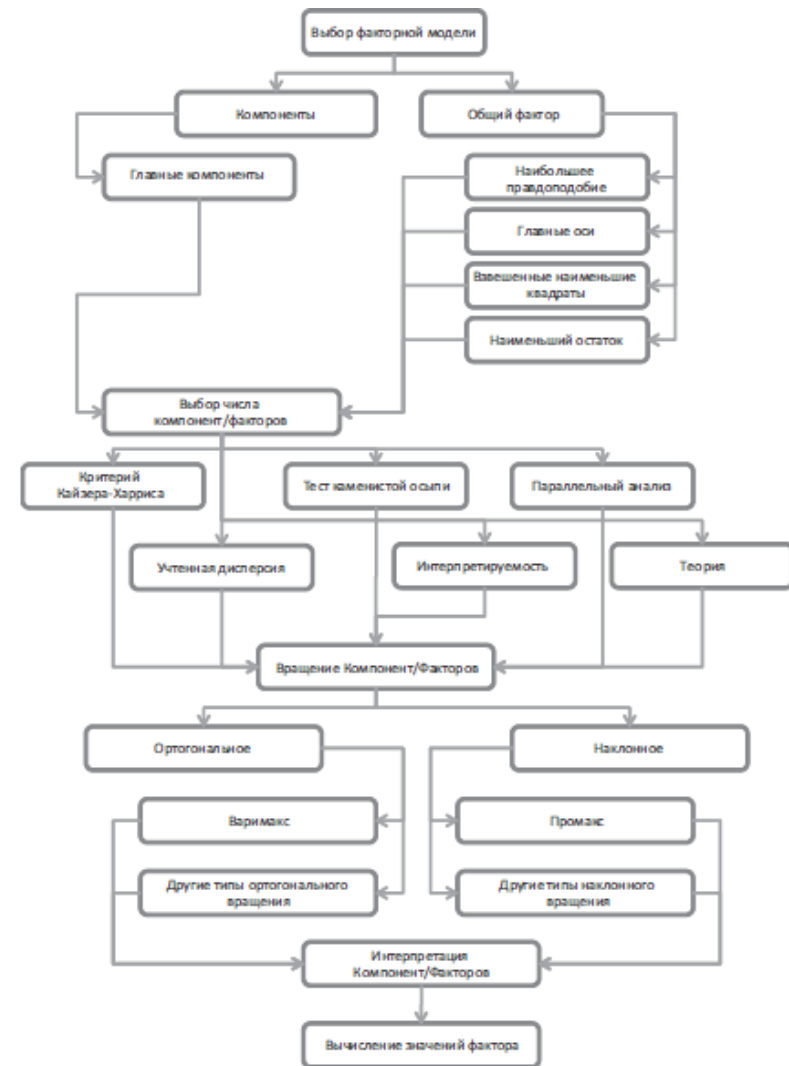 Выбор факторной модели
Компоненты
Общий фактор
Главные компоненты
Наибольшее
правдоподобие
Главные оси
Взвешенные наименьшие
квадраты
Наименьший остаток
Выбор числа
компонент/факторов
Критерий
Кайзера-Харриса
Тест каменистой осыпи
Параллельный анализ
Учтенная дисперсия
Интерпретируемость
Теория
Вращение Компонент/Факторов
Ортогональное
Наклонное
Варимакс
Промакс
Другие типы ортогонального
вращения
Другие типы наклонного
вращения
Интерпретация
Компонент/Факторов
Вычисление значений фактора